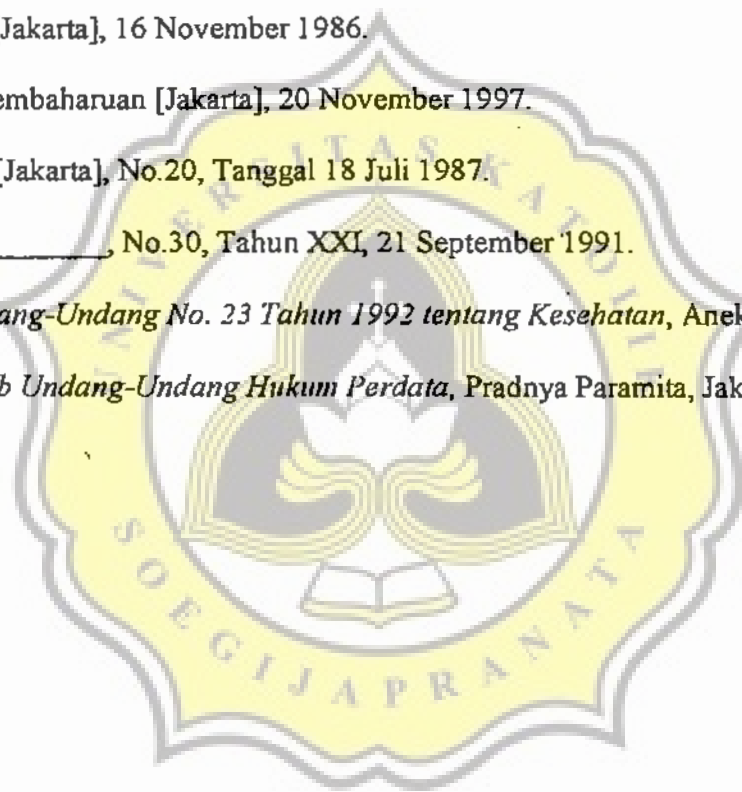 [Jakarta], 16 November 1986.
embaharuan [Jakarta], 20 November 1997.
[Jakarta], No.20, Tanggal 18 Juli 1987.
________, No.30, Tahun XXI, 21 September 1991.
ang-Undang No. 23 Tahun 1992 tentang Kesehatan, Anek
b Undang-Undang Hukum Perdata, Pradnya Paramita, Jak
UNIVERSITAS KATOLIK
SOEGIJAPRANATA